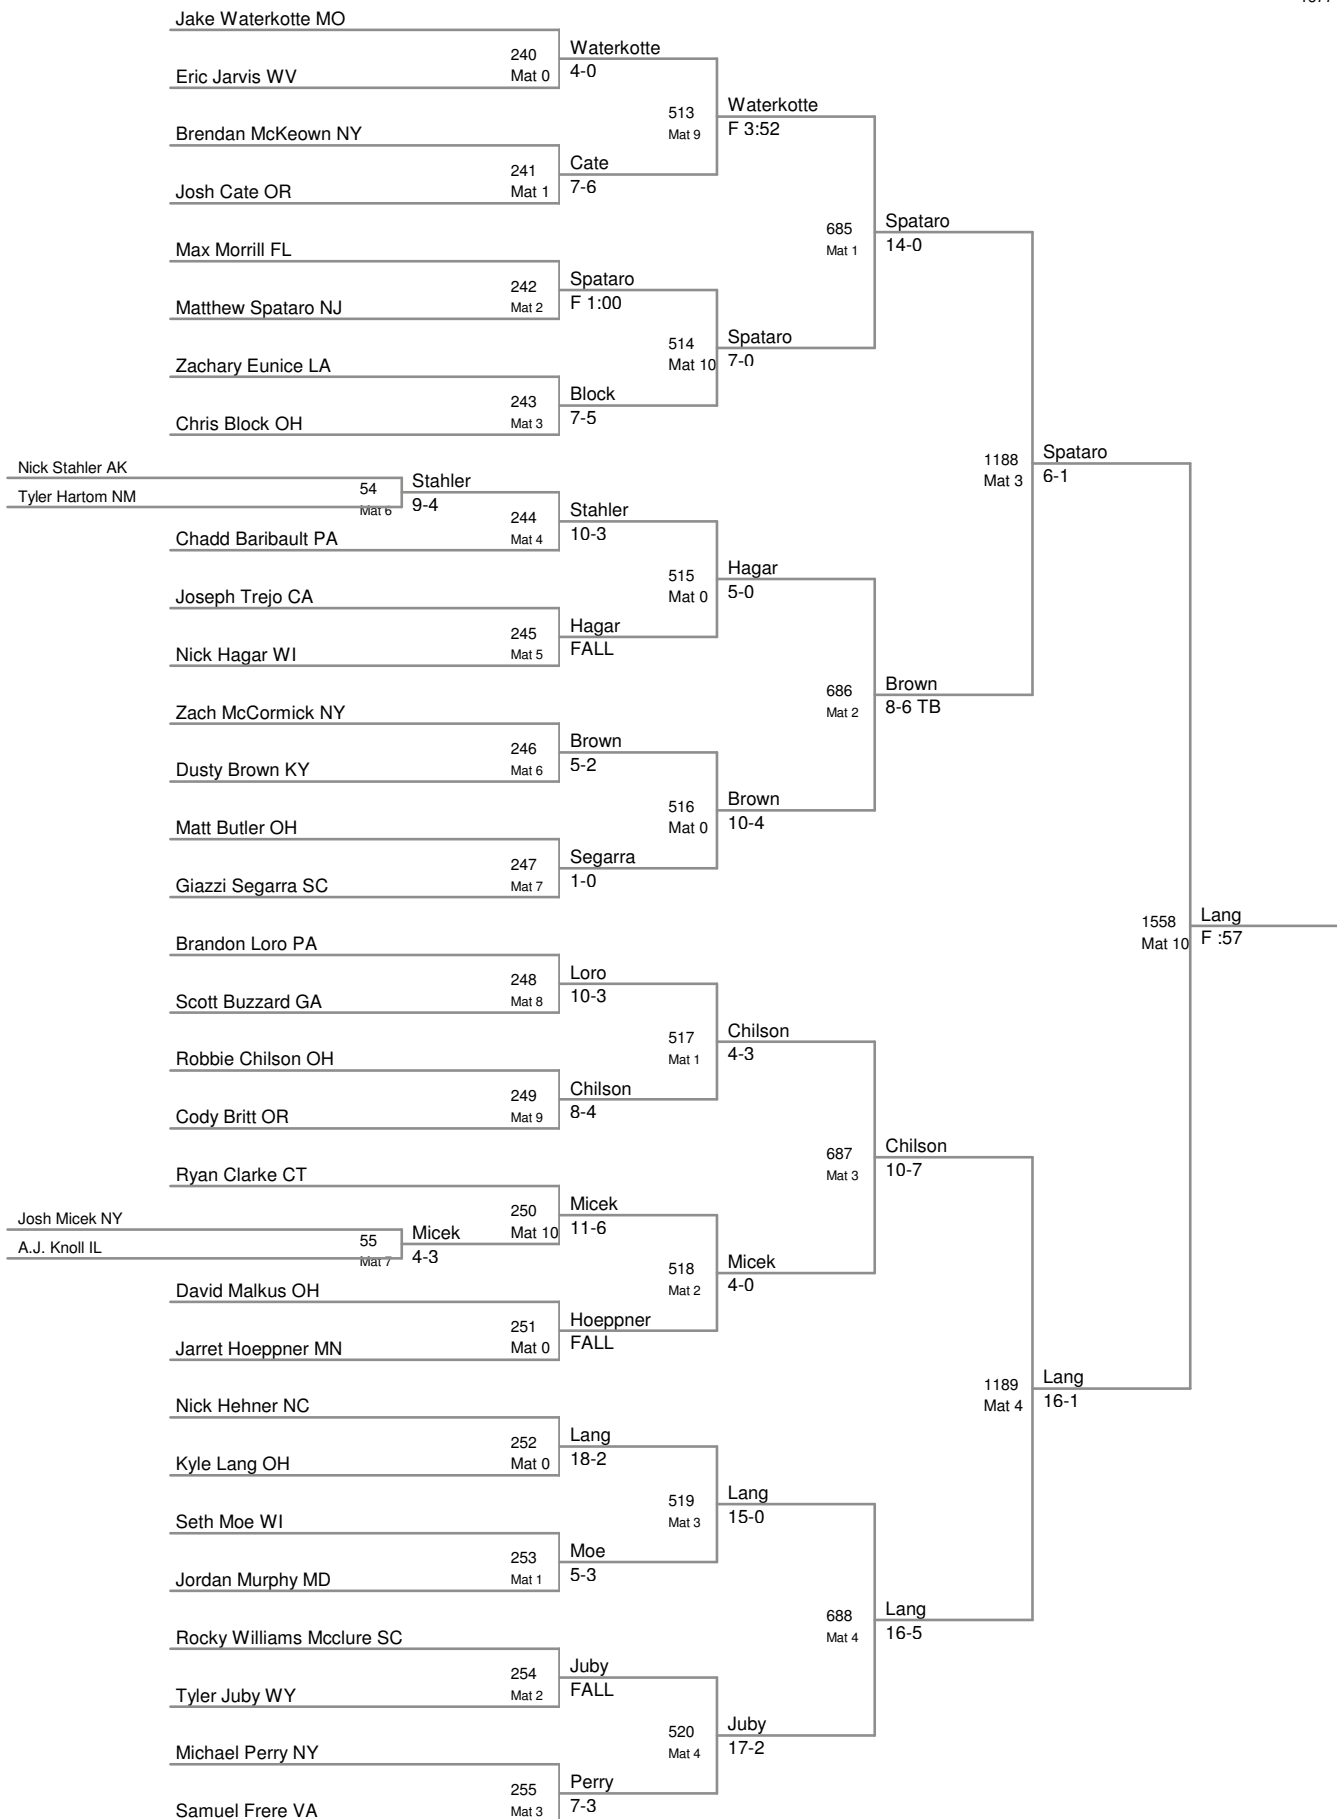 Jake Waterkotte MO
240
Mat 0
Waterkotte
4-0
Eric Jarvis WV
513
Mat 9
Waterkotte
F 3:52
Brendan McKeown NY
241
Mat 1
Cate
7-6
Josh Cate OR
685
Mat 1
Spataro
14-0
Max Morrill FL
242
Mat 2
Spataro
F 1:00
Matthew Spataro NJ
514
Mat 10
Spataro
7-0
Zachary Eunice LA
243
Mat 3
Block
7-5
Chris Block OH
1188
Mat 3
Spataro
6-1
Nick Stahler AK
Tyler Hartom NM
54
Mat 6
Stahler
9-4
244
Mat 4
Stahler
10-3
Chadd Baribault PA
515
Mat 0
Hagar
5-0
Joseph Trejo CA
245
Mat 5
Hagar
FALL
Nick Hagar WI
686
Mat 2
Brown
8-6 TB
Zach McCormick NY
246
Mat 6
Brown
5-2
Dusty Brown KY
516
Mat 0
Brown
10-4
Matt Butler OH
247
Mat 7
Segarra
1-0
Giazzi Segarra SC
1558
Mat 10
Lang
F :57
Brandon Loro PA
248
Mat 8
Loro
10-3
Scott Buzzard GA
517
Mat 1
Chilson
4-3
Robbie Chilson OH
249
Mat 9
Chilson
8-4
Cody Britt OR
687
Mat 3
Chilson
10-7
Ryan Clarke CT
250
Mat 10
Micek
11-6
Josh Micek NY
A.J. Knoll IL
55
Mat 7
Micek
4-3
518
Mat 2
Micek
4-0
David Malkus OH
251
Mat 0
Hoeppner
FALL
Jarret Hoeppner MN
1189
Mat 4
Lang
16-1
Nick Hehner NC
252
Mat 0
Lang
18-2
Kyle Lang OH
519
Mat 3
Lang
15-0
Seth Moe WI
253
Mat 1
Moe
5-3
Jordan Murphy MD
688
Mat 4
Lang
16-5
Rocky Williams Mcclure SC
254
Mat 2
Juby
FALL
Tyler Juby WY
520
Mat 4
Juby
17-2
Michael Perry NY
255
Mat 3
Perry
7-3
Samuel Frere VA